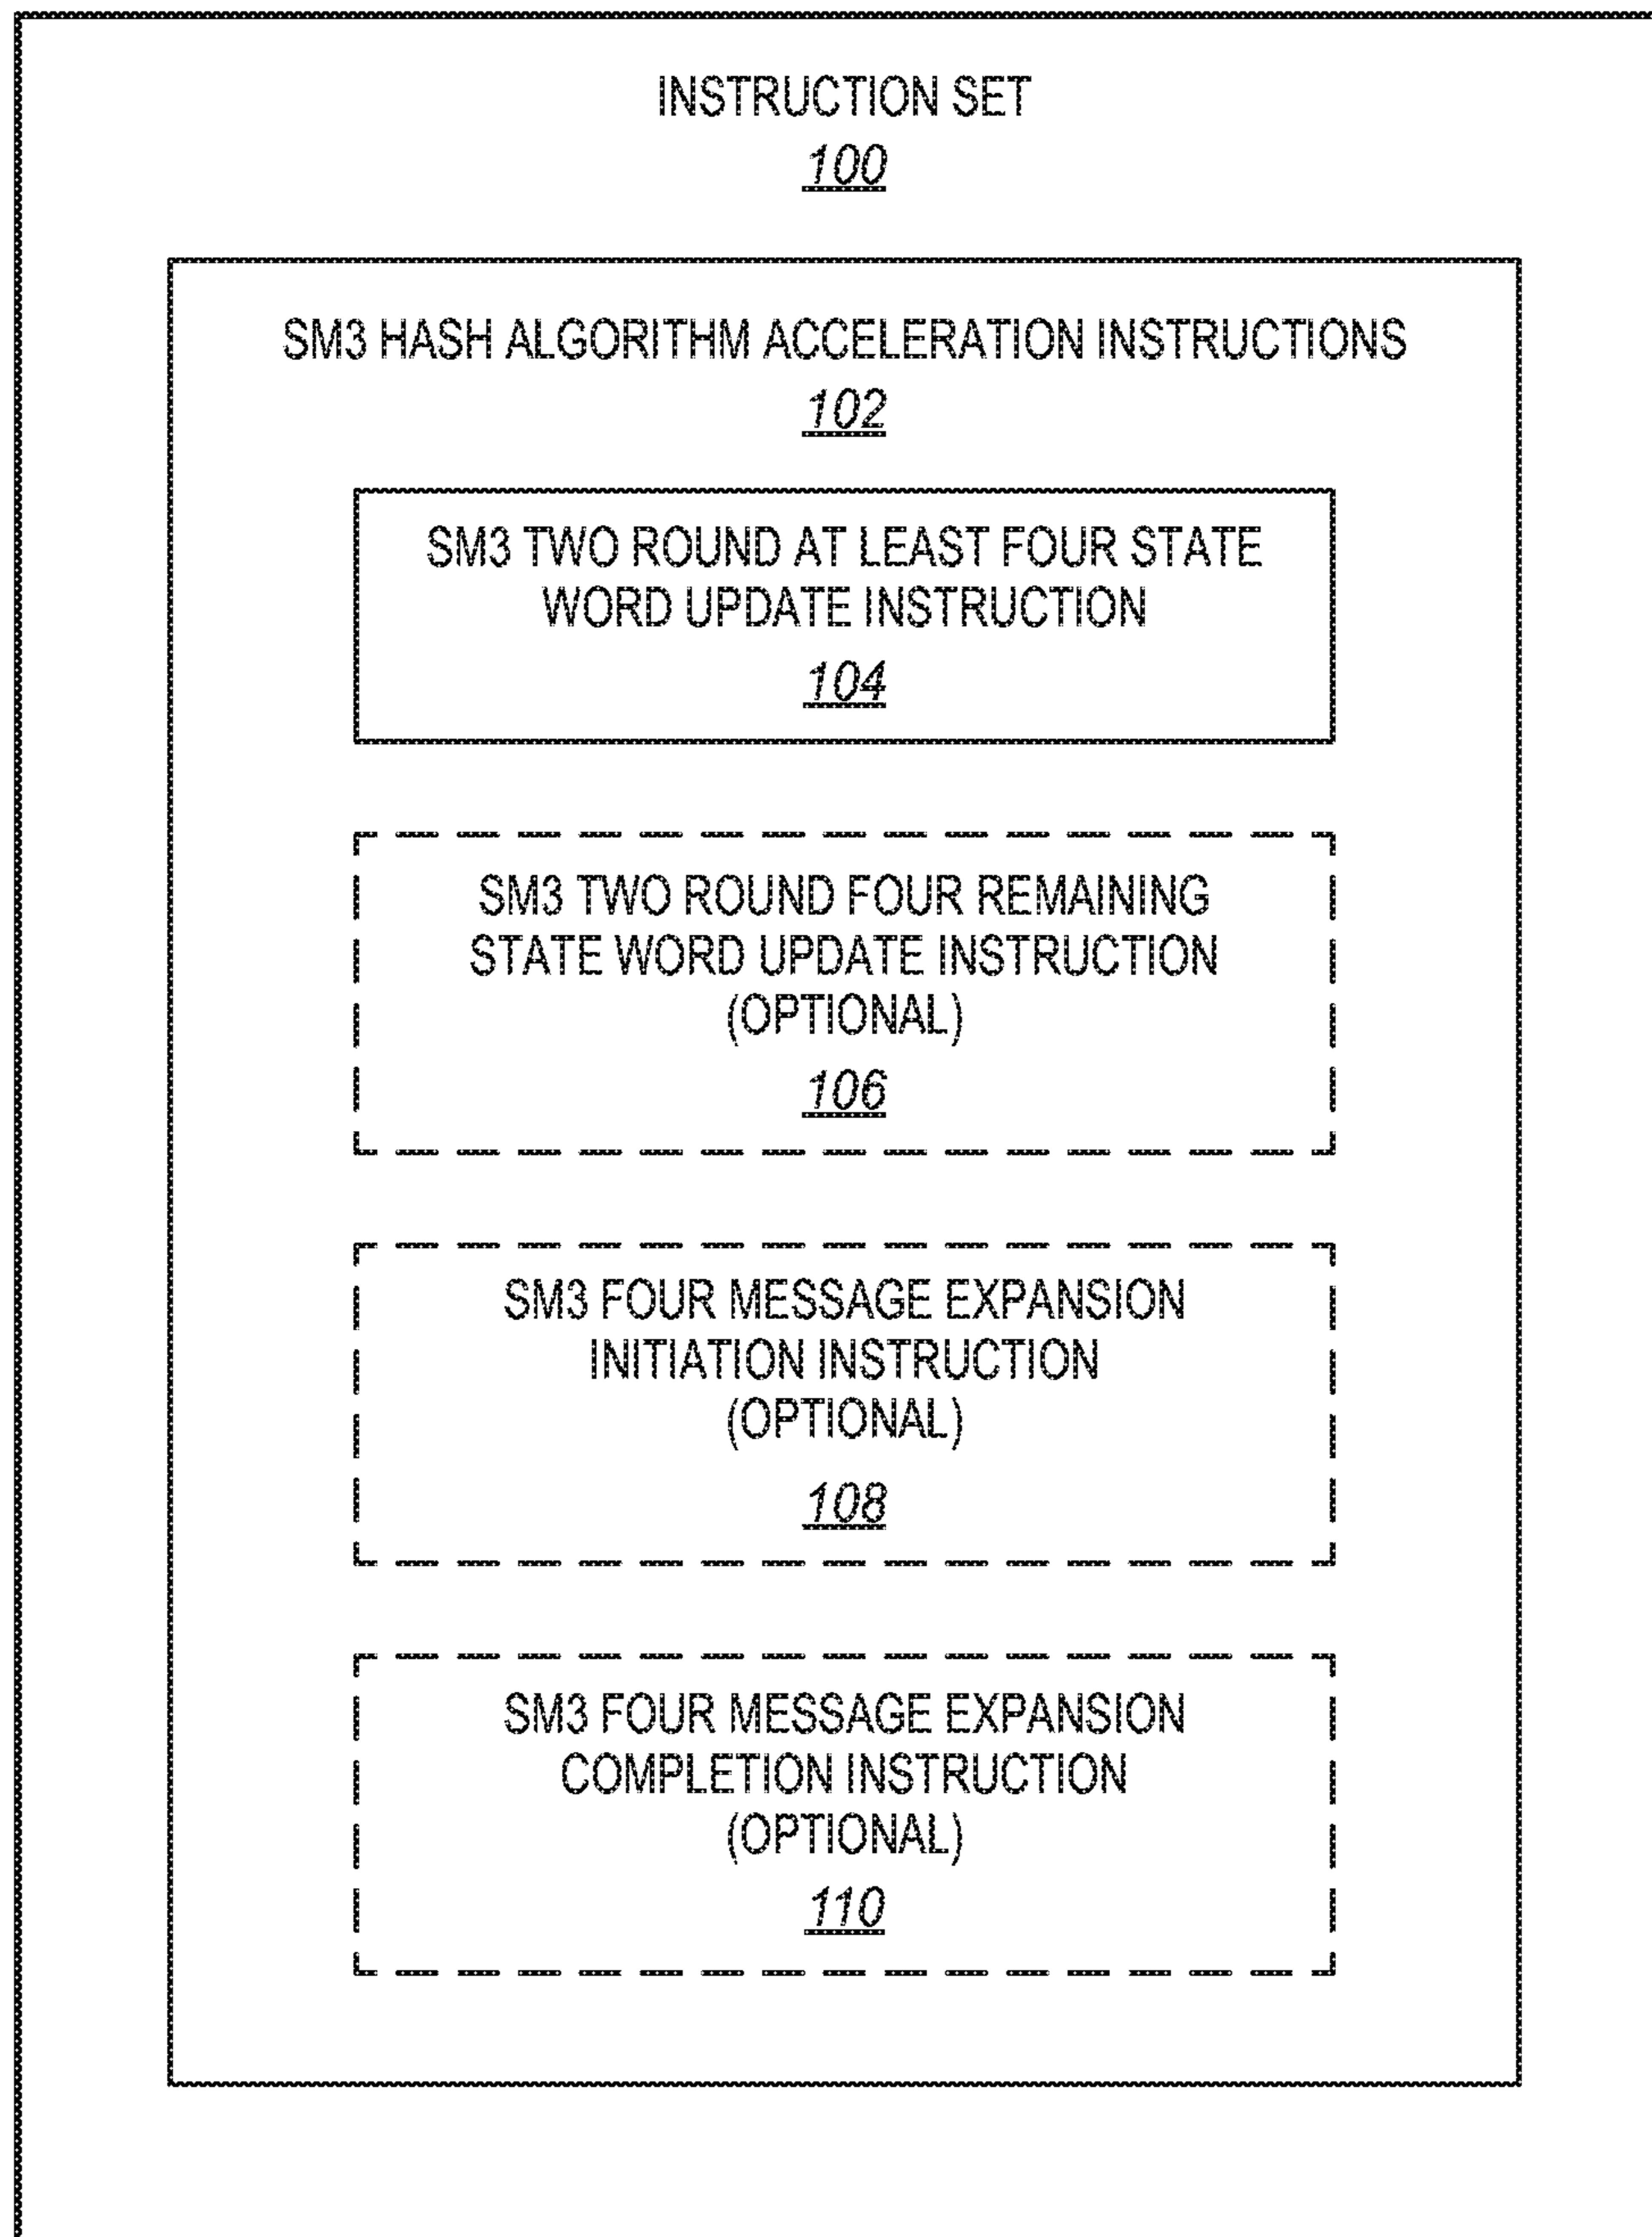 INSTRUCTION SET
100
SM3 HASH ALGORITHM ACCELERATION INSTRUCTIONS
102
SM3 TWO ROUND AT LEAST FOUR STATE
WORD UPDATE INSTRUCTION
104
SM3 TWO ROUND FOUR REMAINING
STATE WORD UPDATE INSTRUCTION
(OPTIONAL)
106
SM3 FOUR MESSAGE EXPANSION
INITIATION INSTRUCTION
(OPTIONAL)
108
SM3 FOUR MESSAGE EXPANSION
COMPLETION INSTRUCTION
(OPTIONAL)
110